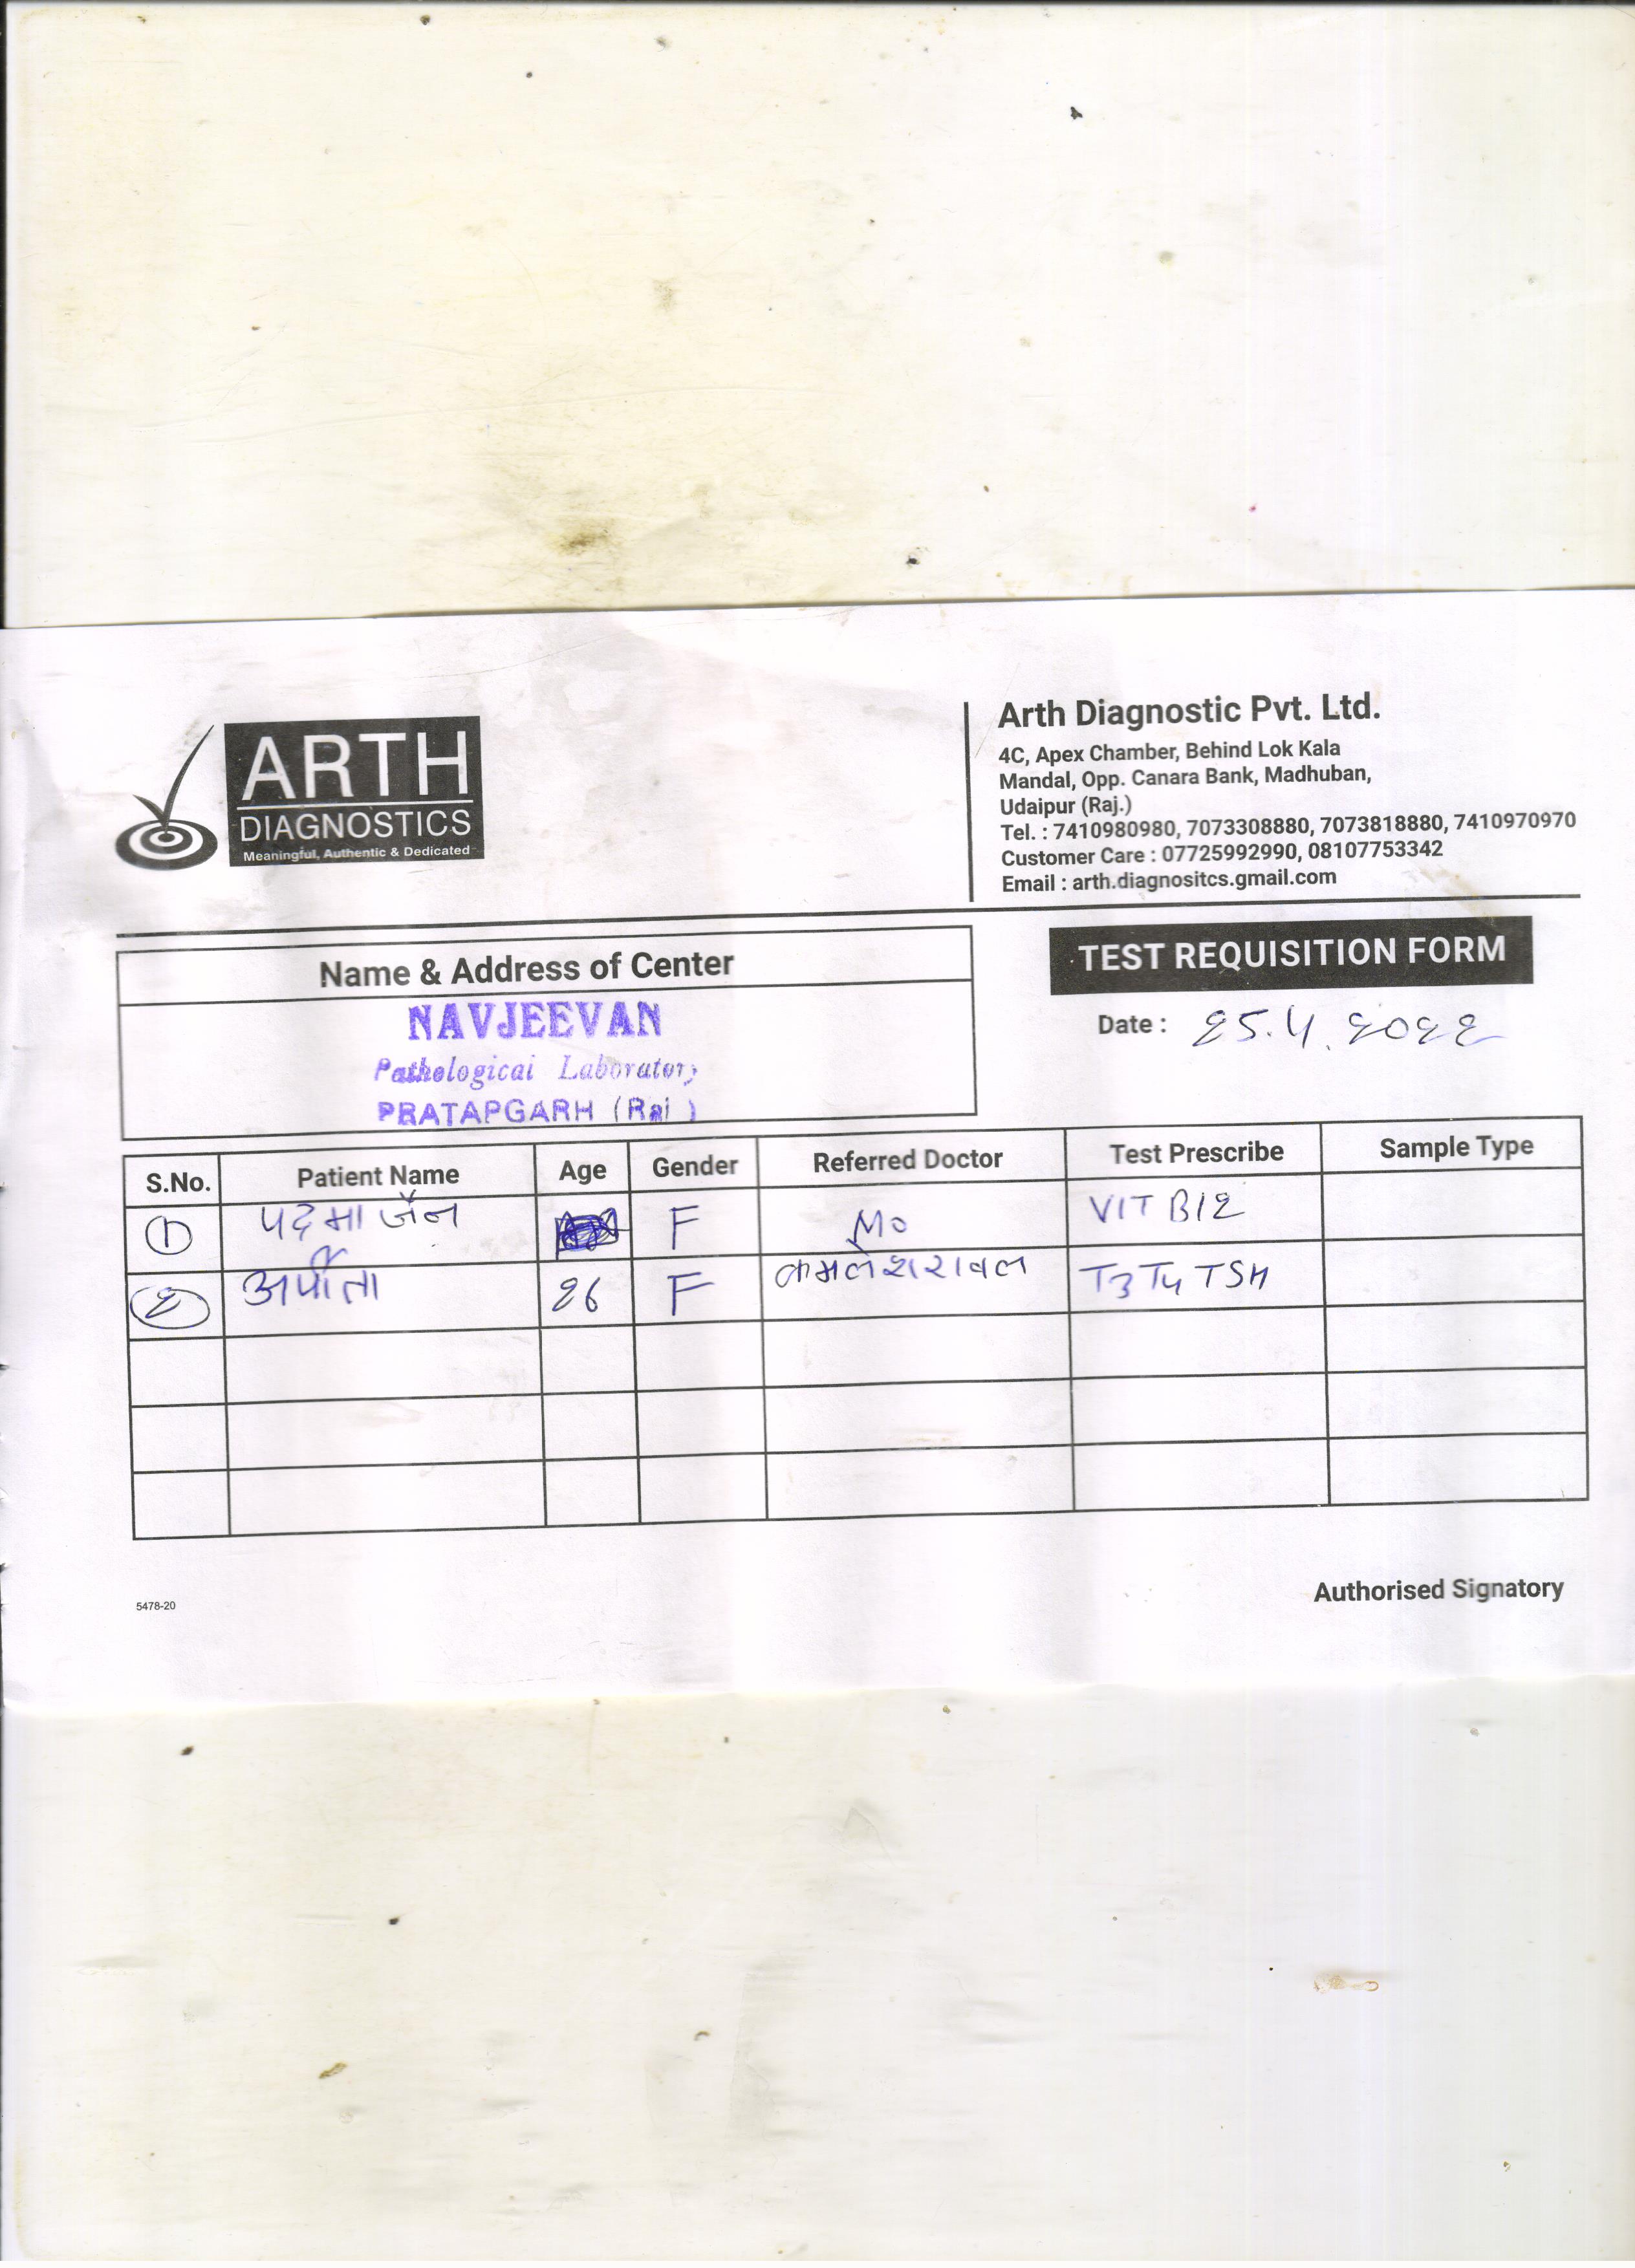 ARTH
DIAGNOSTICS
Meaningful, Authentic & Dedicated
Arth Diagnostic Pvt. Ltd.
4C, Apex Chamber, Behind Lok Kala
Mandal, Opp. Canara Bank, Madhuban,
Udaipur (Raj.)
Tel. : 7410980980, 7073308880, 7073818880, 7410970970
Customer Care : 07725992990, 08107753342
Email : arth.diagnositcs.gmail.com
Name & Address of Center
NAVJEEVAN
Pathological Laboratory
PRATAPGARH (Raj )
TEST REQUISITION FORM
Date : 25.4.2022
S.No. Patient Name Age Gender Referred Doctor Test Prescribe Sample Type
1 पदमा जैन F MO VIT B12
2 अर्पिता 26 F कमलेश रावल T3 T4 TSH
5478-20
Authorised Signatory